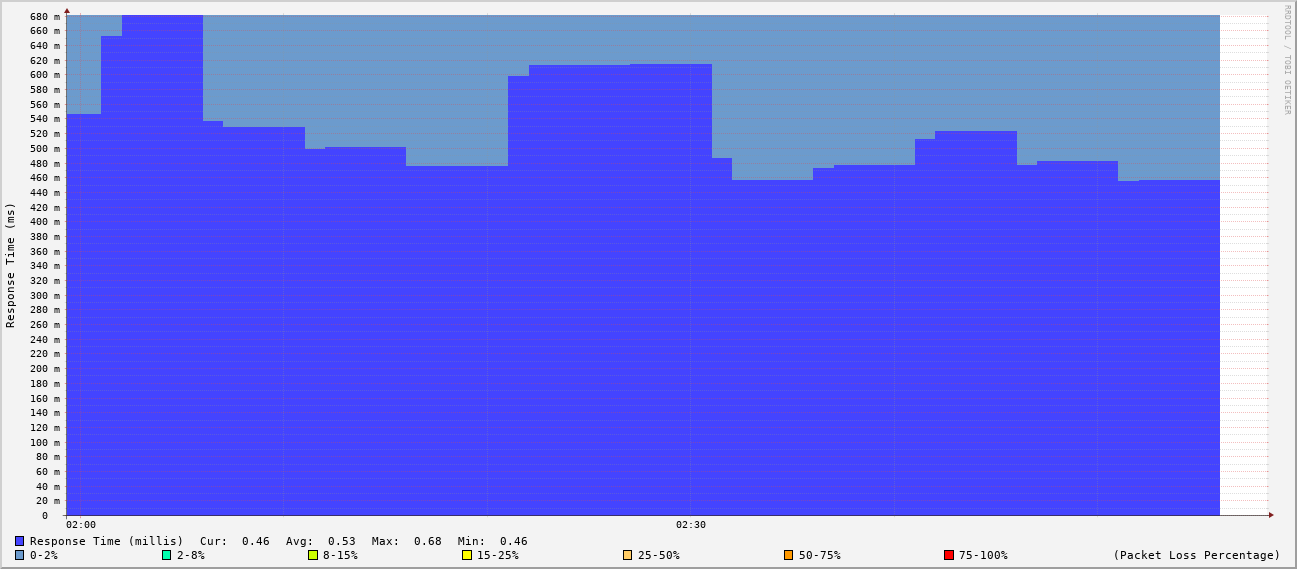 680 m
660 m
640 m
620 m
600 m
580 m
560 m
540 m
520 m
500 m
480 m
460 m
440 m
420 m
400 m
380 m
360 m
340 m
320 m
300 m
280 m
260 m
240 m
220 m
200 m
180 m
160 m
140 m
120 m
100 m
80 m
60 m
40 m
20 m
0
Response Time (ms)
RRDTOOL / TOBI OETIKER
02:00 02:30
Response Time (millis) Cur: 0.46 Avg: 0.53 Max: 0.68 Min: 0.46
0-2% 2-8% 8-15% 15-25% 25-50% 50-75% 75-100% (Packet Loss Percentage)